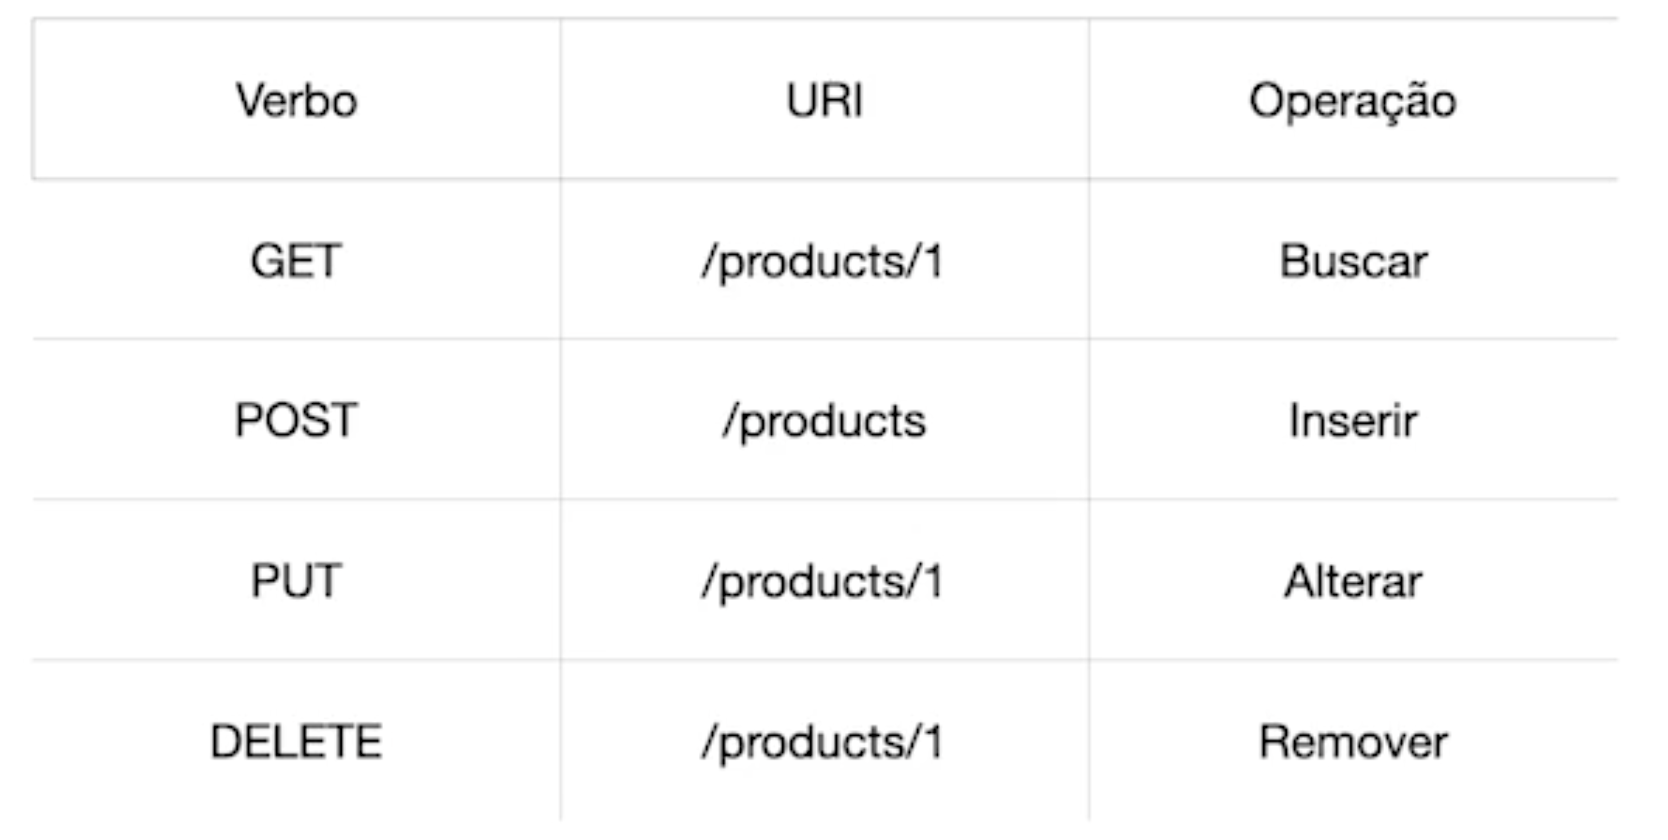 Verbo URI Operação
GET /products/1 Buscar
POST /products Inserir
PUT /products/1 Alterar
DELETE /products/1 Remover